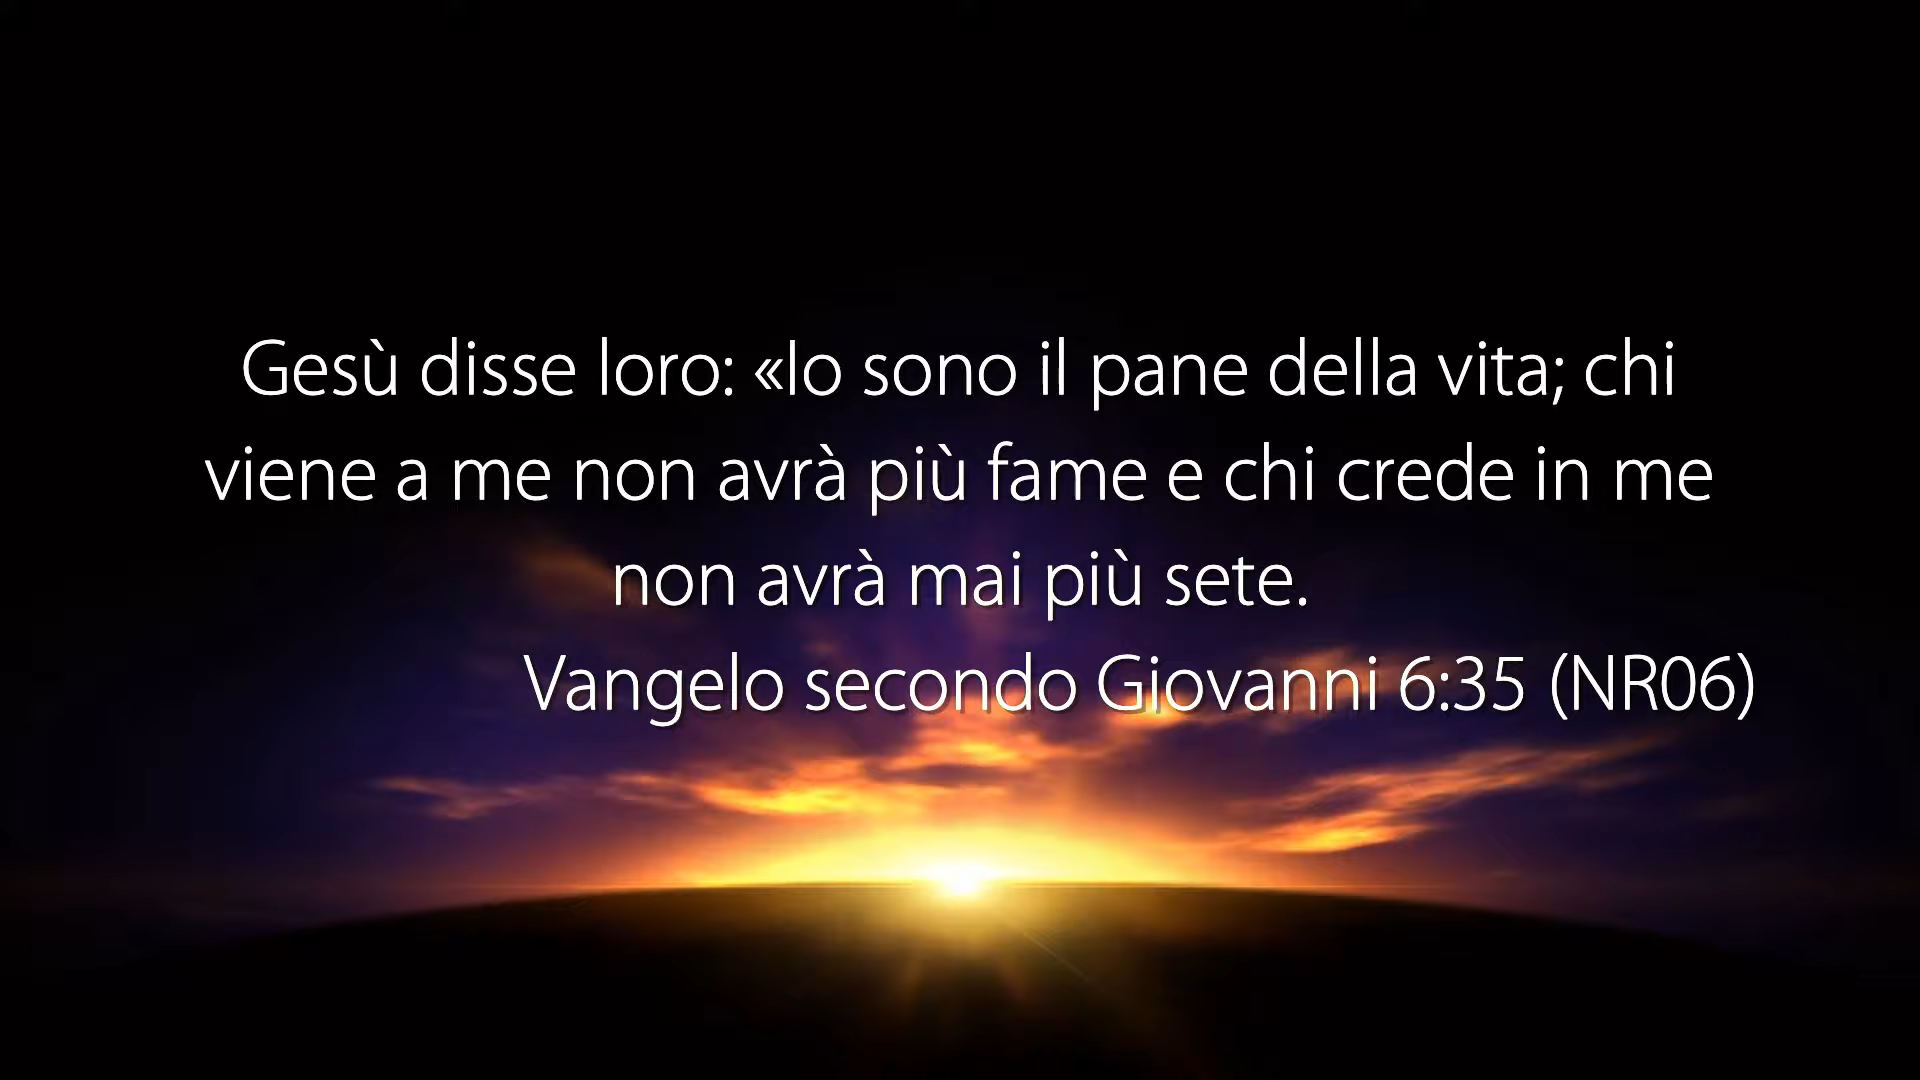 Gesù disse loro: «Io sono il pane della vita; chi
viene a me non avrà più fame e chi crede in me
non avrà mai più sete.
Vangelo secondo Giovanni 6:35 (NR06)